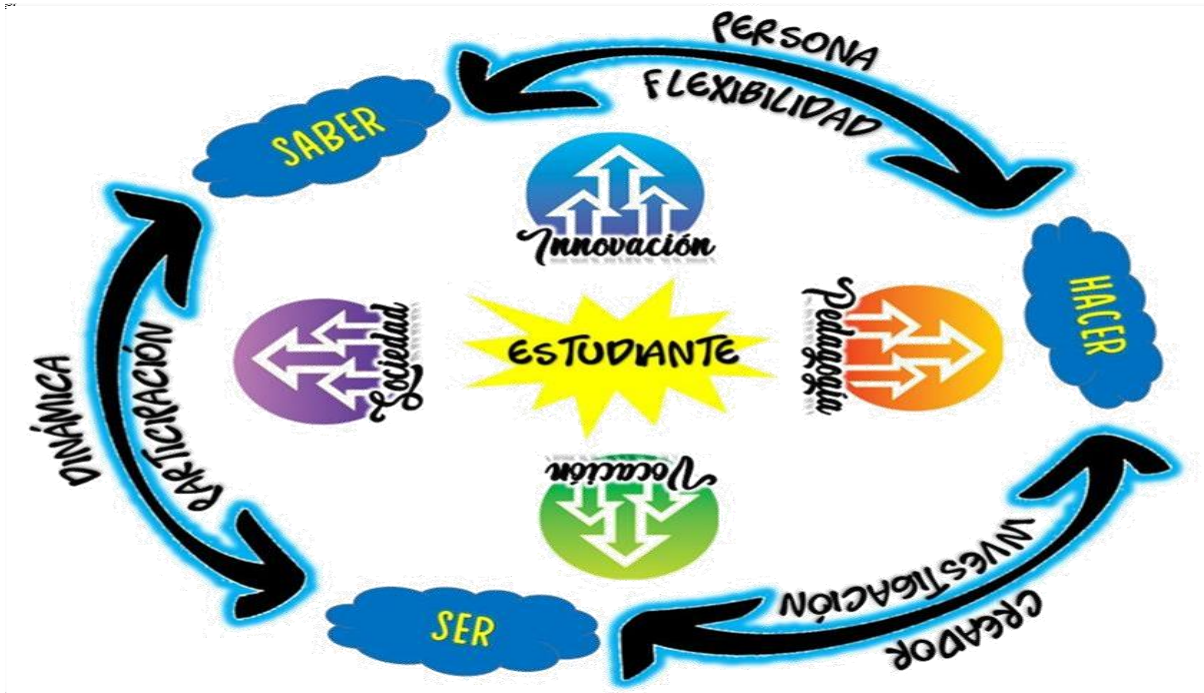 PERSONA
FLEXIBILIDAD
SABER
Innovación
HACER
Sociedad
ESTUDIANTE
Pedagogía
DINÁMICA
PARTICIPACIÓN
Vocación
INVESTIGACIÓN
CREADOR
SER